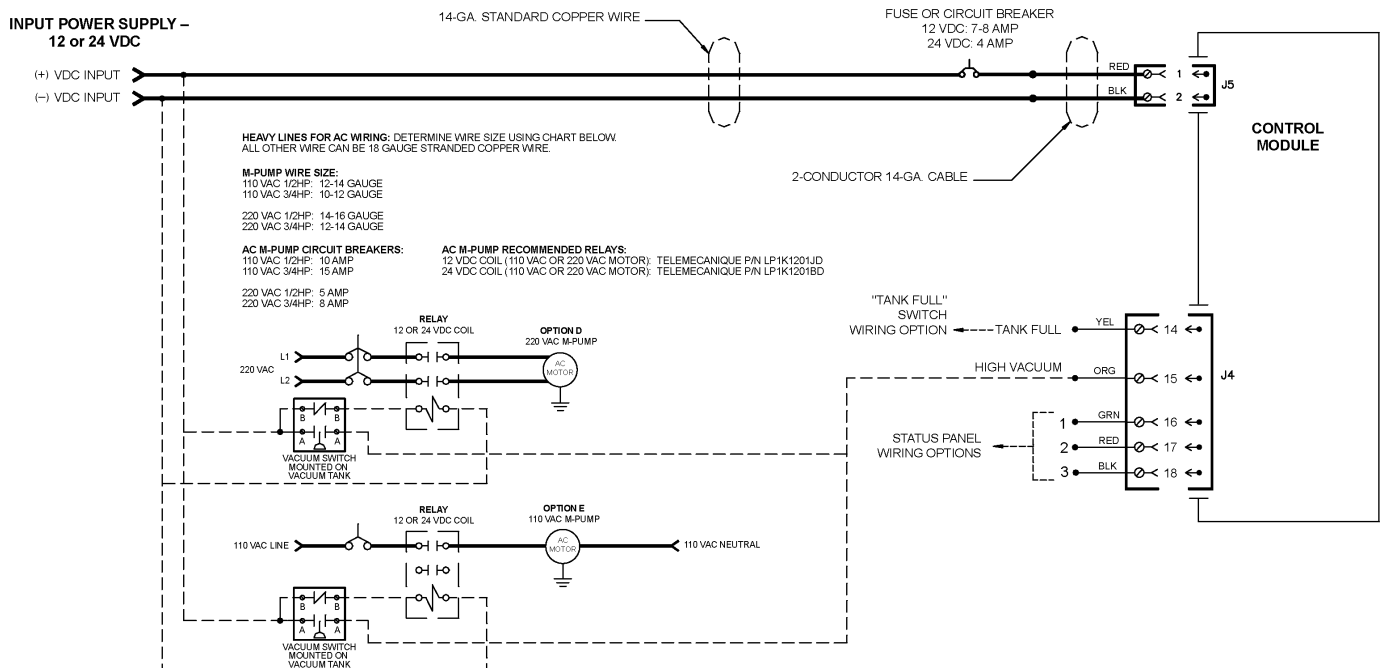 INPUT POWER SUPPLY –
12 or 24 VDC
14-GA. STANDARD COPPER WIRE
FUSE OR CIRCUIT BREAKER
12 VDC: 7-8 AMP
24 VDC: 4 AMP
(+) VDC INPUT
(–) VDC INPUT
RED
BLK
1
2
J5
CONTROL
MODULE
2-CONDUCTOR 14-GA. CABLE
HEAVY LINES FOR AC WIRING: DETERMINE WIRE SIZE USING CHART BELOW.
ALL OTHER WIRE CAN BE 18 GAUGE STRANDED COPPER WIRE.
M-PUMP WIRE SIZE:
110 VAC 1/2HP: 12-14 GAUGE
110 VAC 3/4HP: 10-12 GAUGE
220 VAC 1/2HP: 14-16 GAUGE
220 VAC 3/4HP: 12-14 GAUGE
AC M-PUMP CIRCUIT BREAKERS:
110 VAC 1/2HP: 10 AMP
110 VAC 3/4HP: 15 AMP
220 VAC 1/2HP: 5 AMP
220 VAC 3/4HP: 8 AMP
AC M-PUMP RECOMMENDED RELAYS:
12 VDC COIL (110 VAC OR 220 VAC MOTOR): TELEMECANIQUE P/N LP1K1201JD
24 VDC COIL (110 VAC OR 220 VAC MOTOR): TELEMECANIQUE P/N LP1K1201BD
"TANK FULL"
SWITCH
WIRING OPTION
TANK FULL
YEL
14
HIGH VACUUM
ORG
15
J4
STATUS PANEL
WIRING OPTIONS
1
GRN
16
2
RED
17
3
BLK
18
RELAY
12 OR 24 VDC COIL
OPTION D
220 VAC M-PUMP
L1
220 VAC
L2
AC
MOTOR
B
B
A
A
VACUUM SWITCH
MOUNTED ON
VACUUM TANK
RELAY
12 OR 24 VDC COIL
OPTION E
110 VAC M-PUMP
110 VAC LINE
AC
MOTOR
110 VAC NEUTRAL
B
B
A
A
VACUUM SWITCH
MOUNTED ON
VACUUM TANK